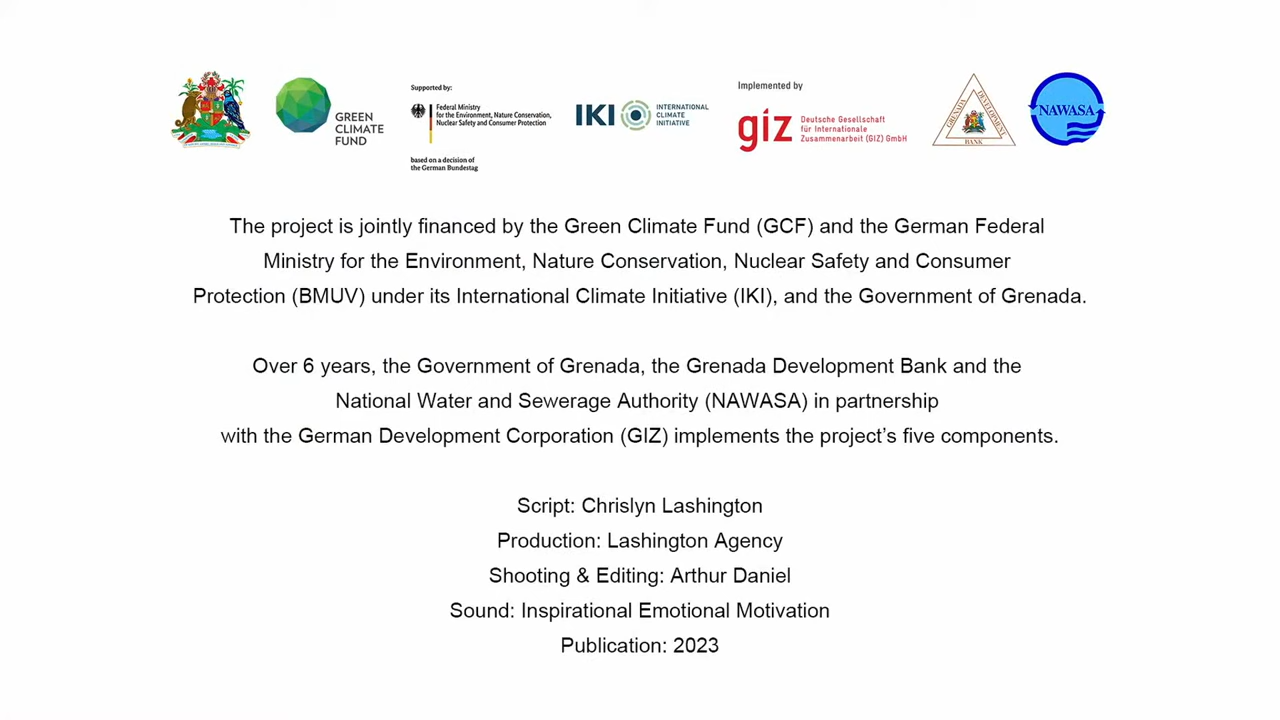 GREEN
CLIMATE
FUND
Supported by:
Federal Ministry
for the Environment, Nature Conservation,
Nuclear Safety and Consumer Protection
based on a decision of
the German Bundestag
IKI
INTERNATIONAL
CLIMATE
INITIATIVE
Implemented by
giz
Deutsche Gesellschaft
für Internationale
Zusammenarbeit (GIZ) GmbH
GRENADA DEVELOPMENT
BANK
NAWASA
The project is jointly financed by the Green Climate Fund (GCF) and the German Federal
Ministry for the Environment, Nature Conservation, Nuclear Safety and Consumer
Protection (BMUV) under its International Climate Initiative (IKI), and the Government of Grenada.
Over 6 years, the Government of Grenada, the Grenada Development Bank and the
National Water and Sewerage Authority (NAWASA) in partnership
with the German Development Corporation (GIZ) implements the project's five components.
Script: Chrislyn Lashington
Production: Lashington Agency
Shooting & Editing: Arthur Daniel
Sound: Inspirational Emotional Motivation
Publication: 2023